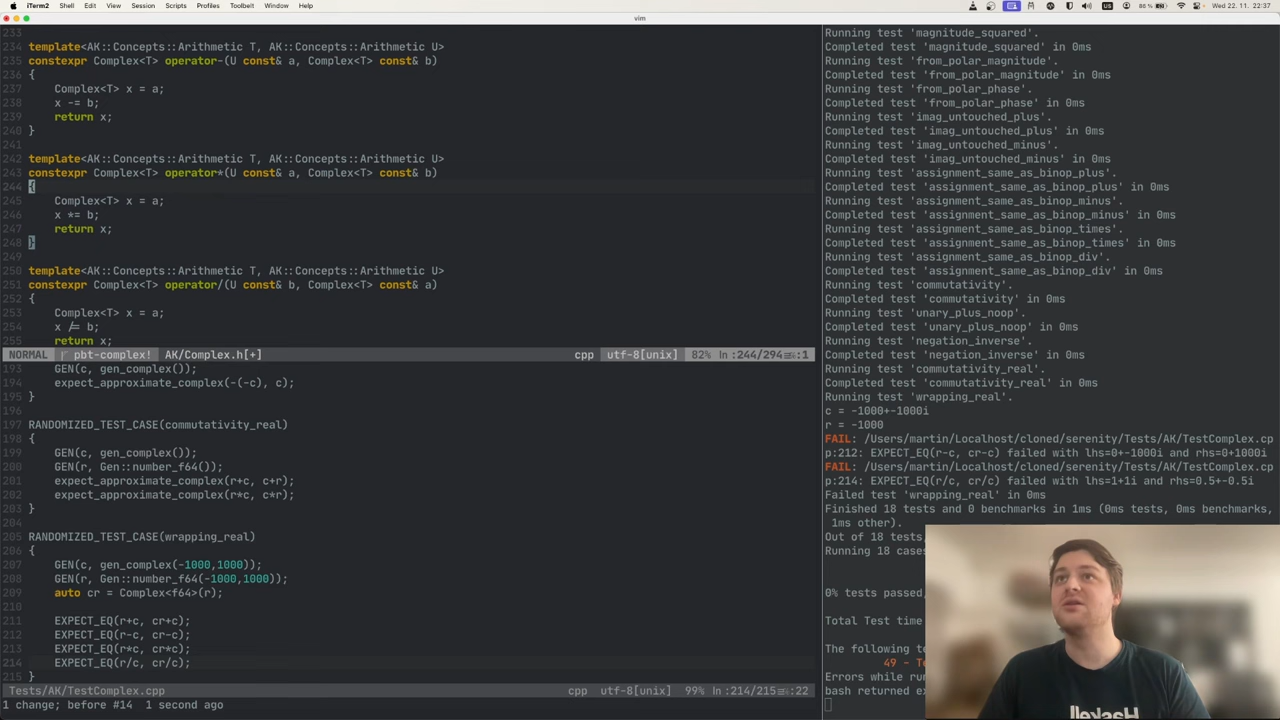 iTerm2 Shell Edit View Session Scripts Profiles Toolbelt Window Help
US 86 % Wed 22. 11. 22:37
vim
233
234 template<AK::Concepts::Arithmetic T, AK::Concepts::Arithmetic U>
235 constexpr Complex<T> operator-(U const& a, Complex<T> const& b)
236 {
237 Complex<T> x = a;
238 x -= b;
239 return x;
240 }
241
242 template<AK::Concepts::Arithmetic T, AK::Concepts::Arithmetic U>
243 constexpr Complex<T> operator*(U const& a, Complex<T> const& b)
244 {
245 Complex<T> x = a;
246 x *= b;
247 return x;
248 }
249
250 template<AK::Concepts::Arithmetic T, AK::Concepts::Arithmetic U>
251 constexpr Complex<T> operator/(U const& b, Complex<T> const& a)
252 {
253 Complex<T> x = a;
254 x /= b;
255 return x;
NORMAL pbt-complex! AK/Complex.h[+] cpp utf-8[unix] 82% ln :244/294 :1
193 GEN(c, gen_complex());
194 expect_approximate_complex(-(-c), c);
195 }
196
197 RANDOMIZED_TEST_CASE(commutativity_real)
198 {
199 GEN(c, gen_complex());
200 GEN(r, Gen::number_f64());
201 expect_approximate_complex(r+c, c+r);
202 expect_approximate_complex(r*c, c*r);
203 }
204
205 RANDOMIZED_TEST_CASE(wrapping_real)
206 {
207 GEN(c, gen_complex(-1000,1000));
208 GEN(r, Gen::number_f64(-1000,1000));
209 auto cr = Complex<f64>(r);
210
211 EXPECT_EQ(r+c, cr+c);
212 EXPECT_EQ(r-c, cr-c);
213 EXPECT_EQ(r*c, cr*c);
214 EXPECT_EQ(r/c, cr/c);
215 }
Tests/AK/TestComplex.cpp cpp utf-8[unix] 99% ln :214/215 :22
1 change; before #14 1 second ago
Running test 'magnitude_squared'.
Completed test 'magnitude_squared' in 0ms
Running test 'from_polar_magnitude'.
Completed test 'from_polar_magnitude' in 0ms
Running test 'from_polar_phase'.
Completed test 'from_polar_phase' in 0ms
Running test 'imag_untouched_plus'.
Completed test 'imag_untouched_plus' in 0ms
Running test 'imag_untouched_minus'.
Completed test 'imag_untouched_minus' in 0ms
Running test 'assignment_same_as_binop_plus'.
Completed test 'assignment_same_as_binop_plus' in 0ms
Running test 'assignment_same_as_binop_minus'.
Completed test 'assignment_same_as_binop_minus' in 0ms
Running test 'assignment_same_as_binop_times'.
Completed test 'assignment_same_as_binop_times' in 0ms
Running test 'assignment_same_as_binop_div'.
Completed test 'assignment_same_as_binop_div' in 0ms
Running test 'commutativity'.
Completed test 'commutativity' in 0ms
Running test 'unary_plus_noop'.
Completed test 'unary_plus_noop' in 0ms
Running test 'negation_inverse'.
Completed test 'negation_inverse' in 0ms
Running test 'commutativity_real'.
Completed test 'commutativity_real' in 0ms
Running test 'wrapping_real'.
c = -1000+-1000i
r = -1000
FAIL: /Users/martin/Localhost/cloned/serenity/Tests/AK/TestComplex.cp
p:212: EXPECT_EQ(r-c, cr-c) failed with lhs=0+-1000i and rhs=0+1000i
FAIL: /Users/martin/Localhost/cloned/serenity/Tests/AK/TestComplex.cp
p:214: EXPECT_EQ(r/c, cr/c) failed with lhs=1+1i and rhs=0.5+-0.5i
Failed test 'wrapping_real' in 0ms
Finished 18 tests and 0 benchmarks in 1ms (0ms tests, 0ms benchmarks,
1ms other).
Out of 18 tests
Running 18 cases
0% tests passed,
Total Test time
The following te
49 - Te
Errors while run
bash returned ex
Haskell